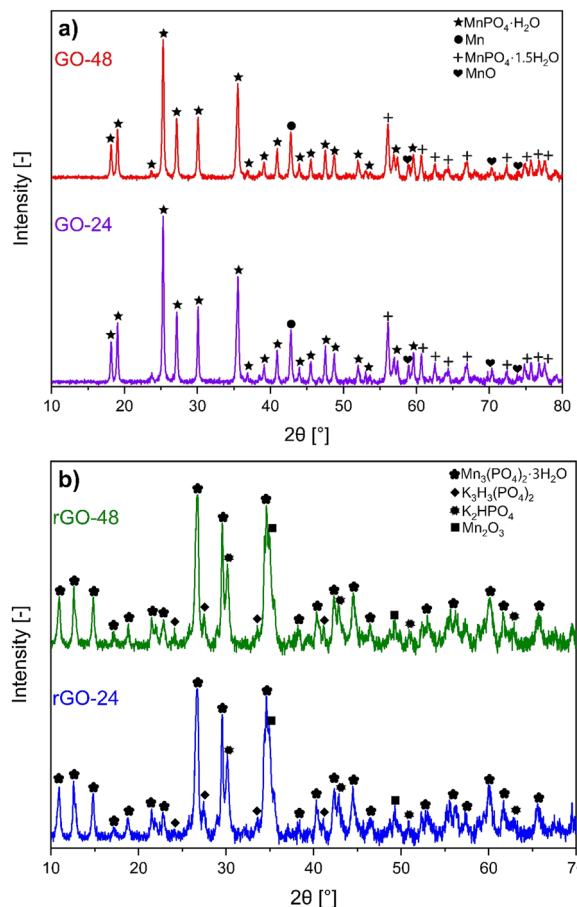 a)
★ MnPO₄·H₂O
● Mn
+ MnPO₄·1.5H₂O
♥ MnO
GO-48
GO-24
Intensity [-]
10 20 30 40 50 60 70 80
2θ [°]
b)
Mn₃(PO₄)₂·3H₂O
◆ K₃H₃(PO₄)₂
K₂HPO₄
■ Mn₂O₃
rGO-48
rGO-24
Intensity [-]
10 20 30 40 50 60 70
2θ [°]